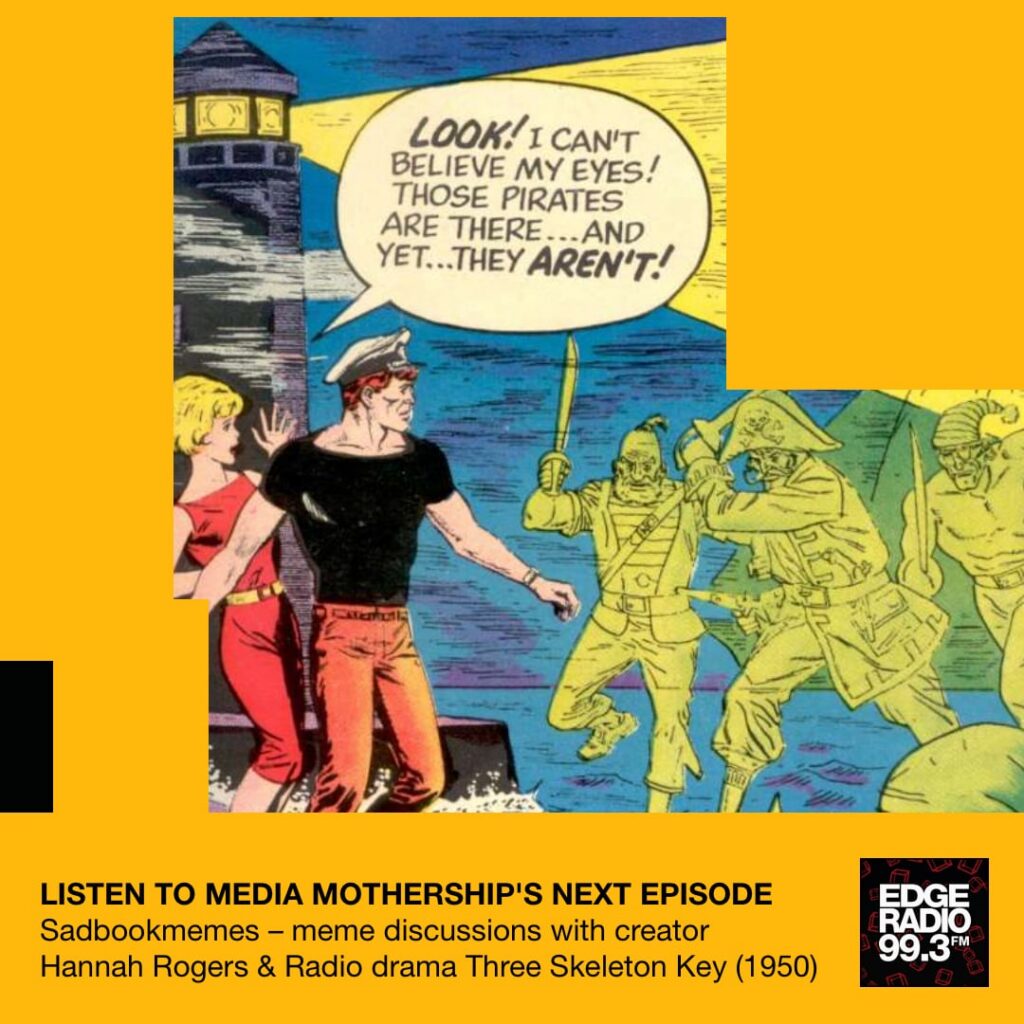 LOOK! I CAN'T
BELIEVE MY EYES!
THOSE PIRATES
ARE THERE...AND
YET...THEY AREN'T!
LISTEN TO MEDIA MOTHERSHIP'S NEXT EPISODE
Sadbookmemes – meme discussions with creator
Hannah Rogers & Radio drama Three Skeleton Key (1950)
EDGE
RADIO
99.3FM